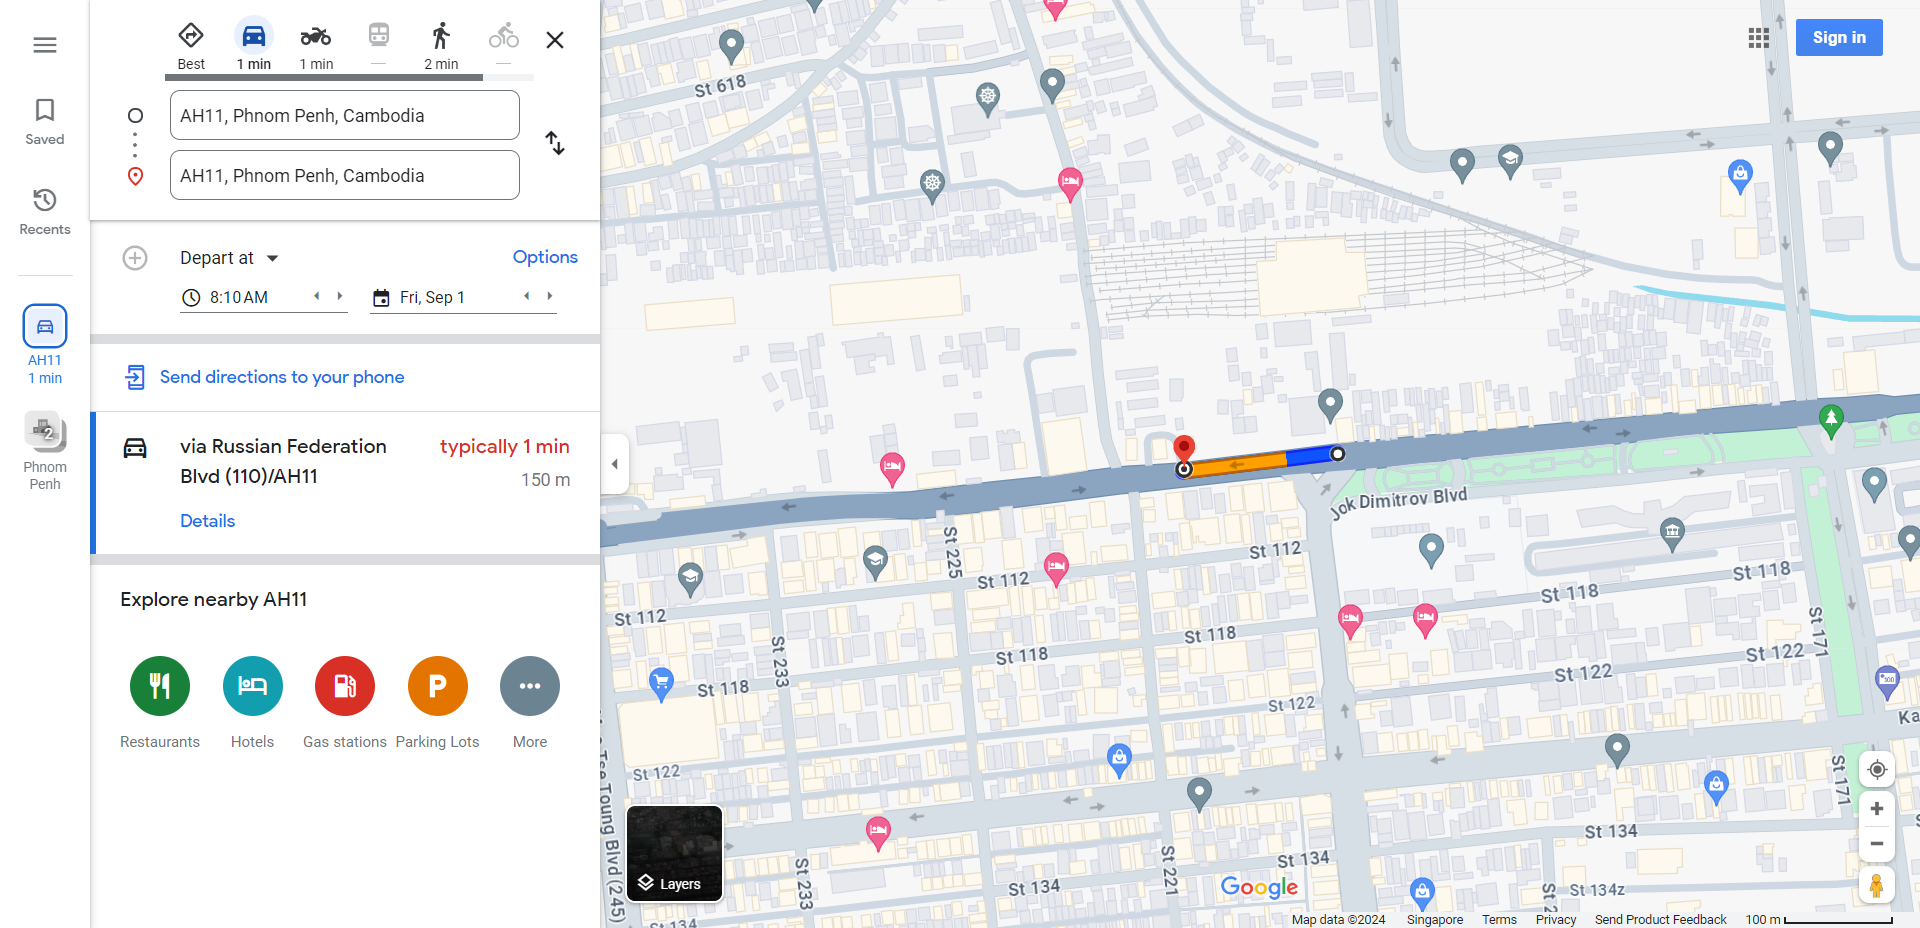 Best
1 min
1 min
—
2 min
—
AH11, Phnom Penh, Cambodia
AH11, Phnom Penh, Cambodia
Saved
Recents
AH11
1 min
2
Phnom
Penh
Depart at
Options
8:10 AM
Fri, Sep 1
Send directions to your phone
via Russian Federation
Blvd (110)/AH11
typically 1 min
150 m
Details
Explore nearby AH11
Restaurants
Hotels
Gas stations
P
Parking Lots
More
Sign in
St 618
Jok Dimitrov Blvd
St 225
St 112
St 112
St 112
St 118
St 118
St 118
St 118
St 118
St 233
St 171
St 122
St 122
St 122
St 122
St 171
St 134
St 134
St 134
St 134z
St 221
St 233
Tse Toung Blvd (245)
Layers
Google
Map data ©2024
Singapore
Terms
Privacy
Send Product Feedback
100 m